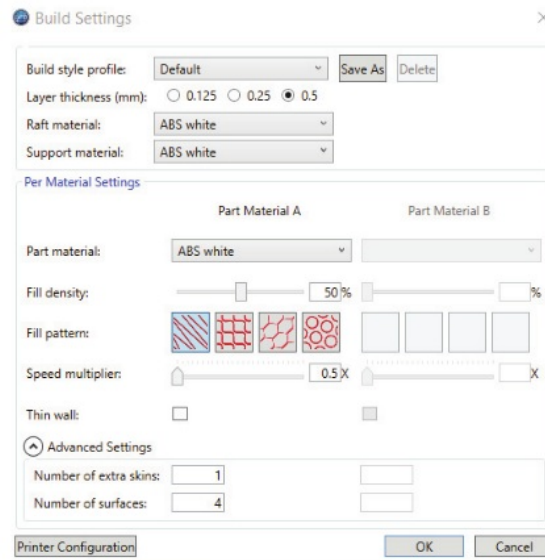 Build Settings
Build style profile: Default Save As Delete
Layer thickness (mm): 0.125 0.25 0.5
Raft material: ABS white
Support material: ABS white
Per Material Settings
Part Material A Part Material B
Part material: ABS white
Fill density: 50 % %
Fill pattern:
Speed multiplier: 0.5 X X
Thin wall:
Advanced Settings
Number of extra skins: 1
Number of surfaces: 4
Printer Configuration OK Cancel